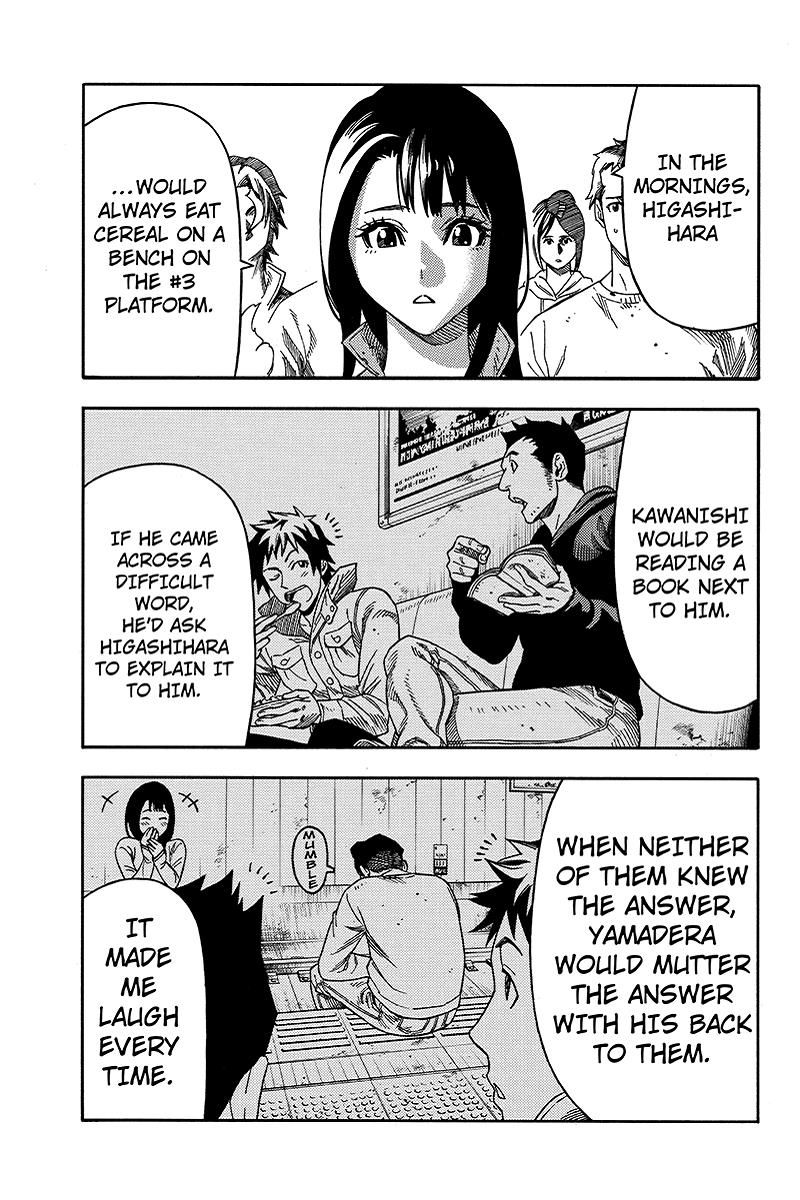 IN THE
MORNINGS,
HIGASHI-
HARA
...WOULD
ALWAYS EAT
CEREAL ON A
BENCH ON
THE #3
PLATFORM.
KAWANISHI
WOULD BE
READING A
BOOK NEXT
TO HIM.
IF HE CAME
ACROSS A
DIFFICULT
WORD,
HE'D ASK
HIGASHIHARA
TO EXPLAIN IT
TO HIM.
WHEN NEITHER
OF THEM KNEW
THE ANSWER,
YAMADERA
WOULD MUTTER
THE ANSWER
WITH HIS BACK
TO THEM.
MUMBLE
IT
MADE
ME
LAUGH
EVERY
TIME.